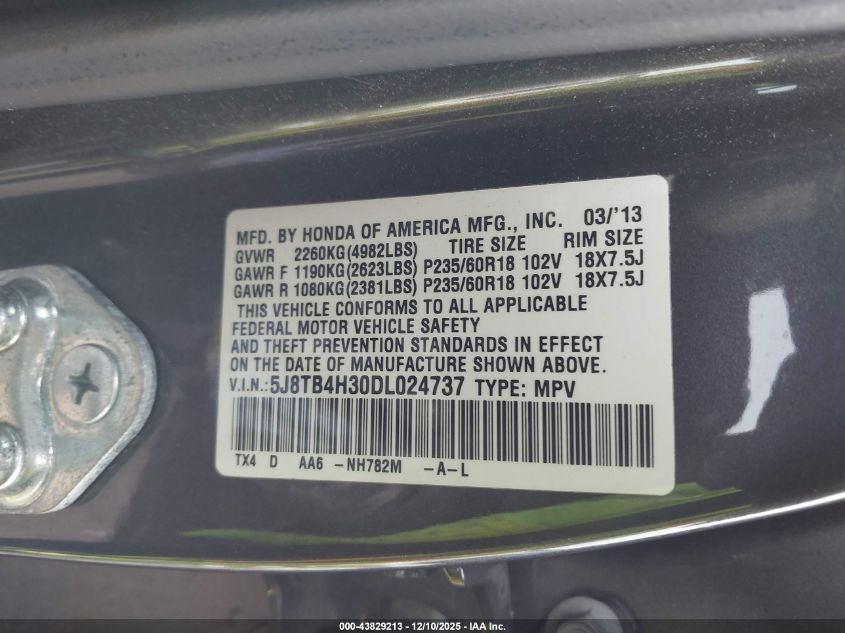 MFD. BY HONDA OF AMERICA MFG., INC. 03/'13
GVWR 2260KG(4982LBS) TIRE SIZE RIM SIZE
GAWR F 1190KG(2623LBS) P235/60R18 102V 18X7.5J
GAWR R 1080KG(2381LBS) P235/60R18 102V 18X7.5J
THIS VEHICLE CONFORMS TO ALL APPLICABLE
FEDERAL MOTOR VEHICLE SAFETY
AND THEFT PREVENTION STANDARDS IN EFFECT
ON THE DATE OF MANUFACTURE SHOWN ABOVE.
V.I.N.: 5J8TB4H30DL024737 TYPE: MPV
TX4 D AA6 -NH782M -A-L
000-43829213 - 12/10/2025 - IAA Inc.